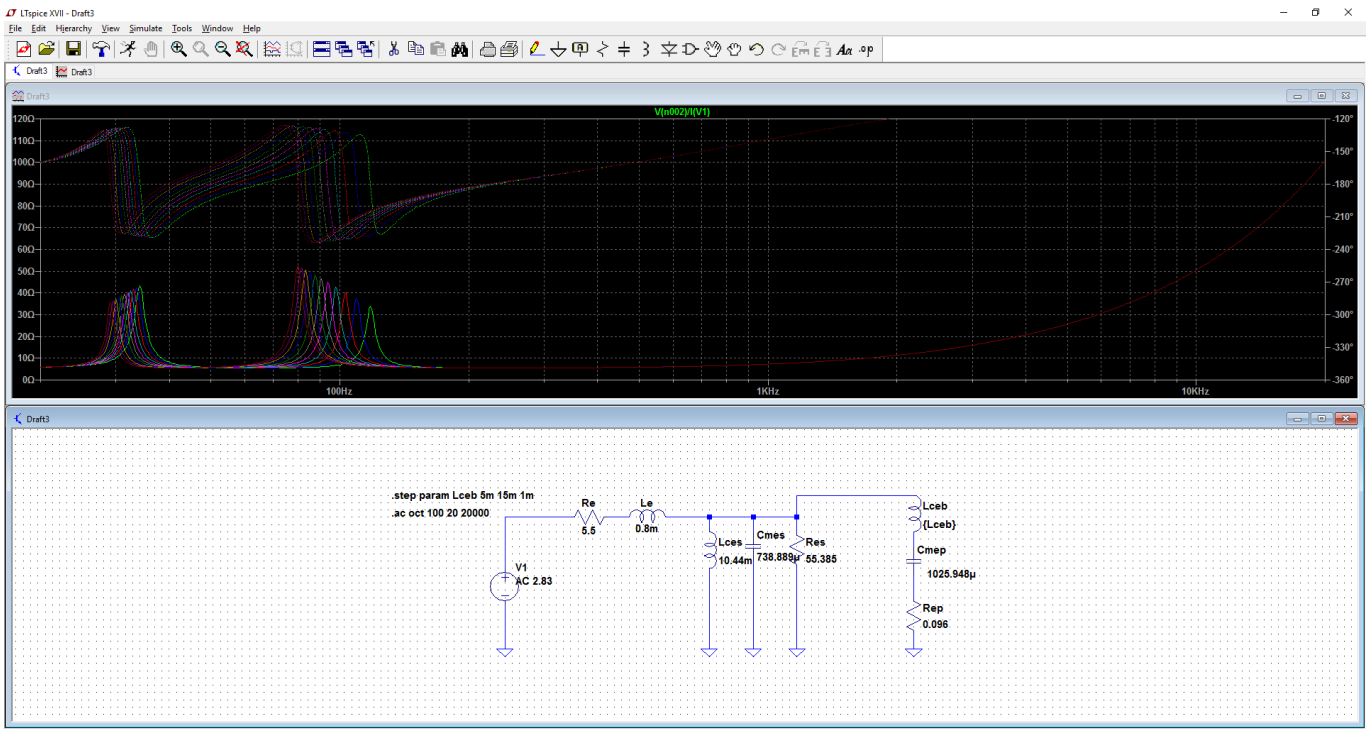 LTspice XVII - Draft3
File Edit Hierarchy View Simulate Tools Window Help
Draft3 Draft3
Draft3
V(n002)/I(V1)
120Ω
110Ω
100Ω
90Ω
80Ω
70Ω
60Ω
50Ω
40Ω
30Ω
20Ω
10Ω
0Ω
-120°
-150°
-180°
-210°
-240°
-270°
-300°
-330°
-360°
100Hz 1KHz 10KHz
Draft3
.step param Lceb 5m 15m 1m
.ac oct 100 20 20000
V1
AC 2.83
Re
5.5
Le
0.8m
Lces
10.44m
Cmes
738.889µ
Res
55.385
Lceb
{Lceb}
Cmep
1025.948µ
Rep
0.096